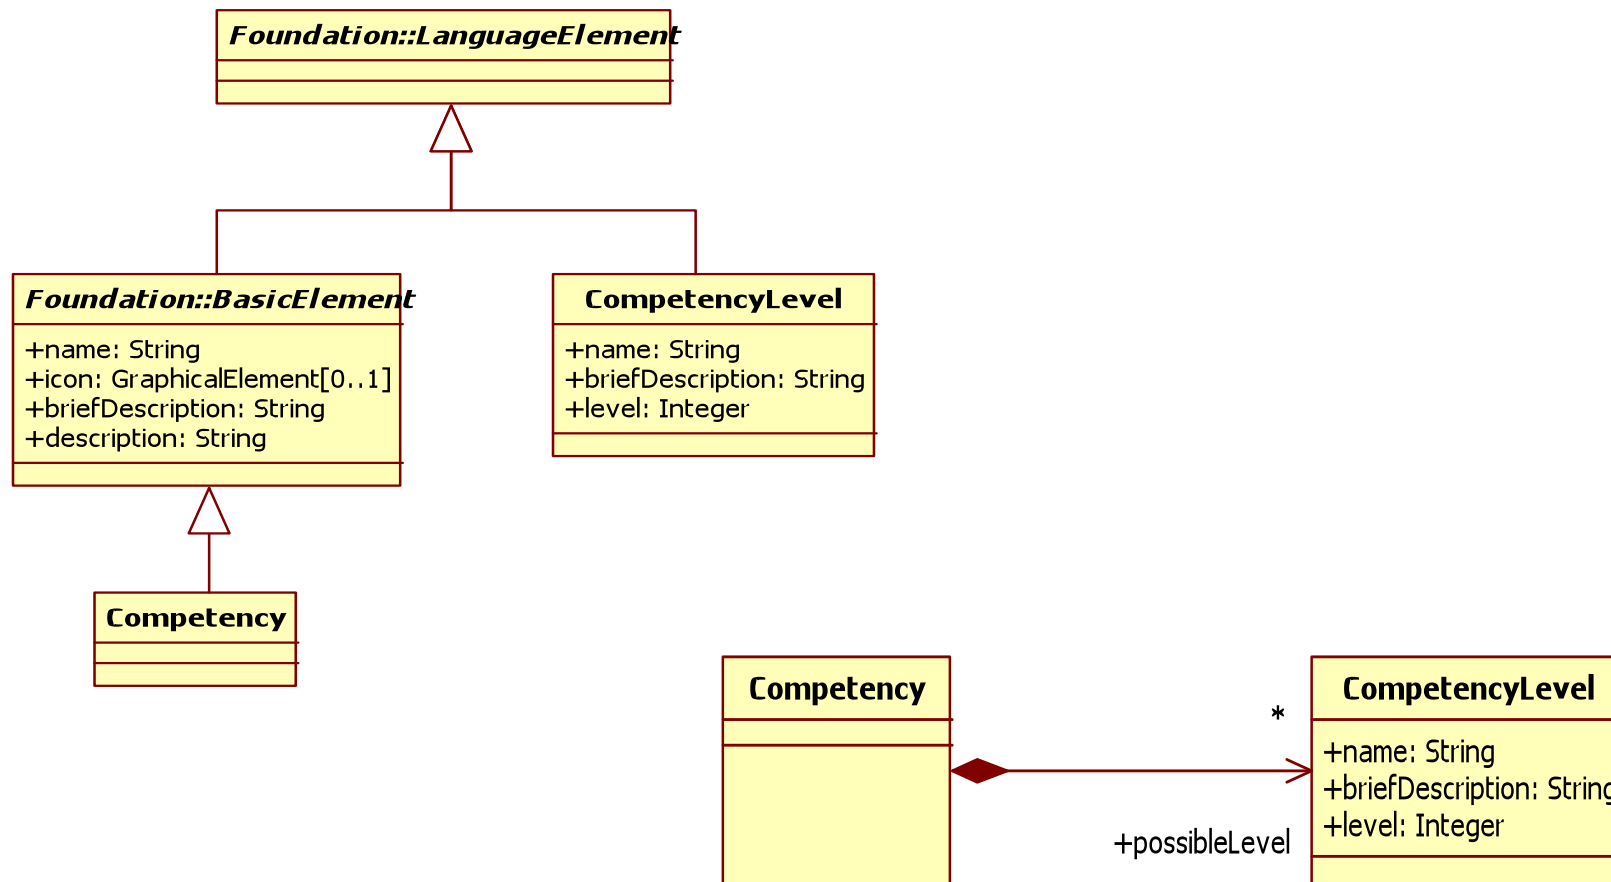 Foundation::LanguageElement
Foundation::BasicElement
+name: String
+icon: GraphicalElement[0..1]
+briefDescription: String
+description: String
CompetencyLevel
+name: String
+briefDescription: String
+level: Integer
Competency
Competency
*
+possibleLevel
CompetencyLevel
+name: String
+briefDescription: String
+level: Integer